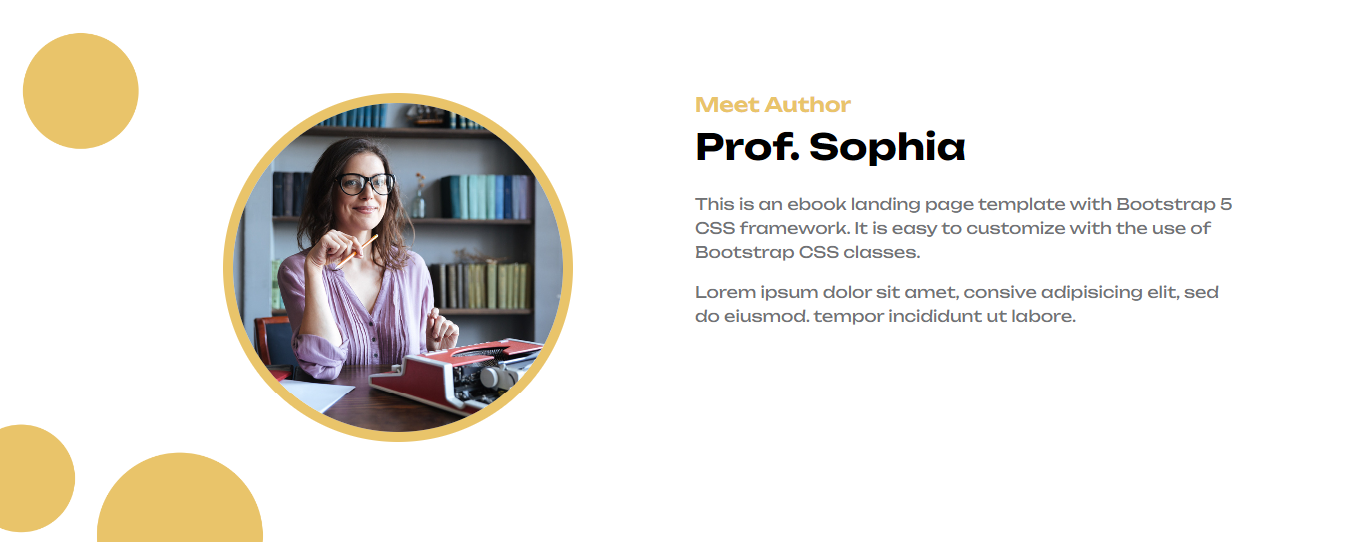 Meet Author
Prof. Sophia
This is an ebook landing page template with Bootstrap 5
CSS framework. It is easy to customize with the use of
Bootstrap CSS classes.
Lorem ipsum dolor sit amet, consive adipisicing elit, sed
do eiusmod. tempor incididunt ut labore.